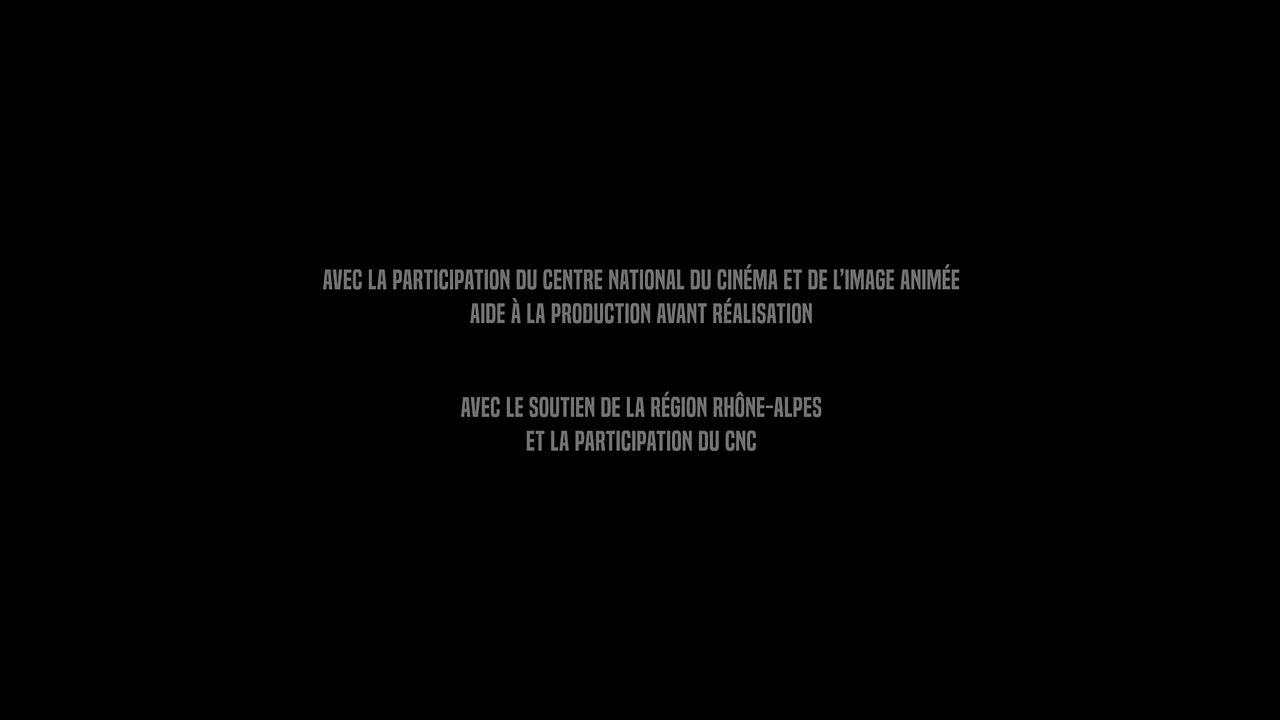 AVEC LA PARTICIPATION DU CENTRE NATIONAL DU CINÉMA ET DE L'IMAGE ANIMÉE
AIDE À LA PRODUCTION AVANT RÉALISATION
AVEC LE SOUTIEN DE LA RÉGION RHÔNE-ALPES
ET LA PARTICIPATION DU CNC